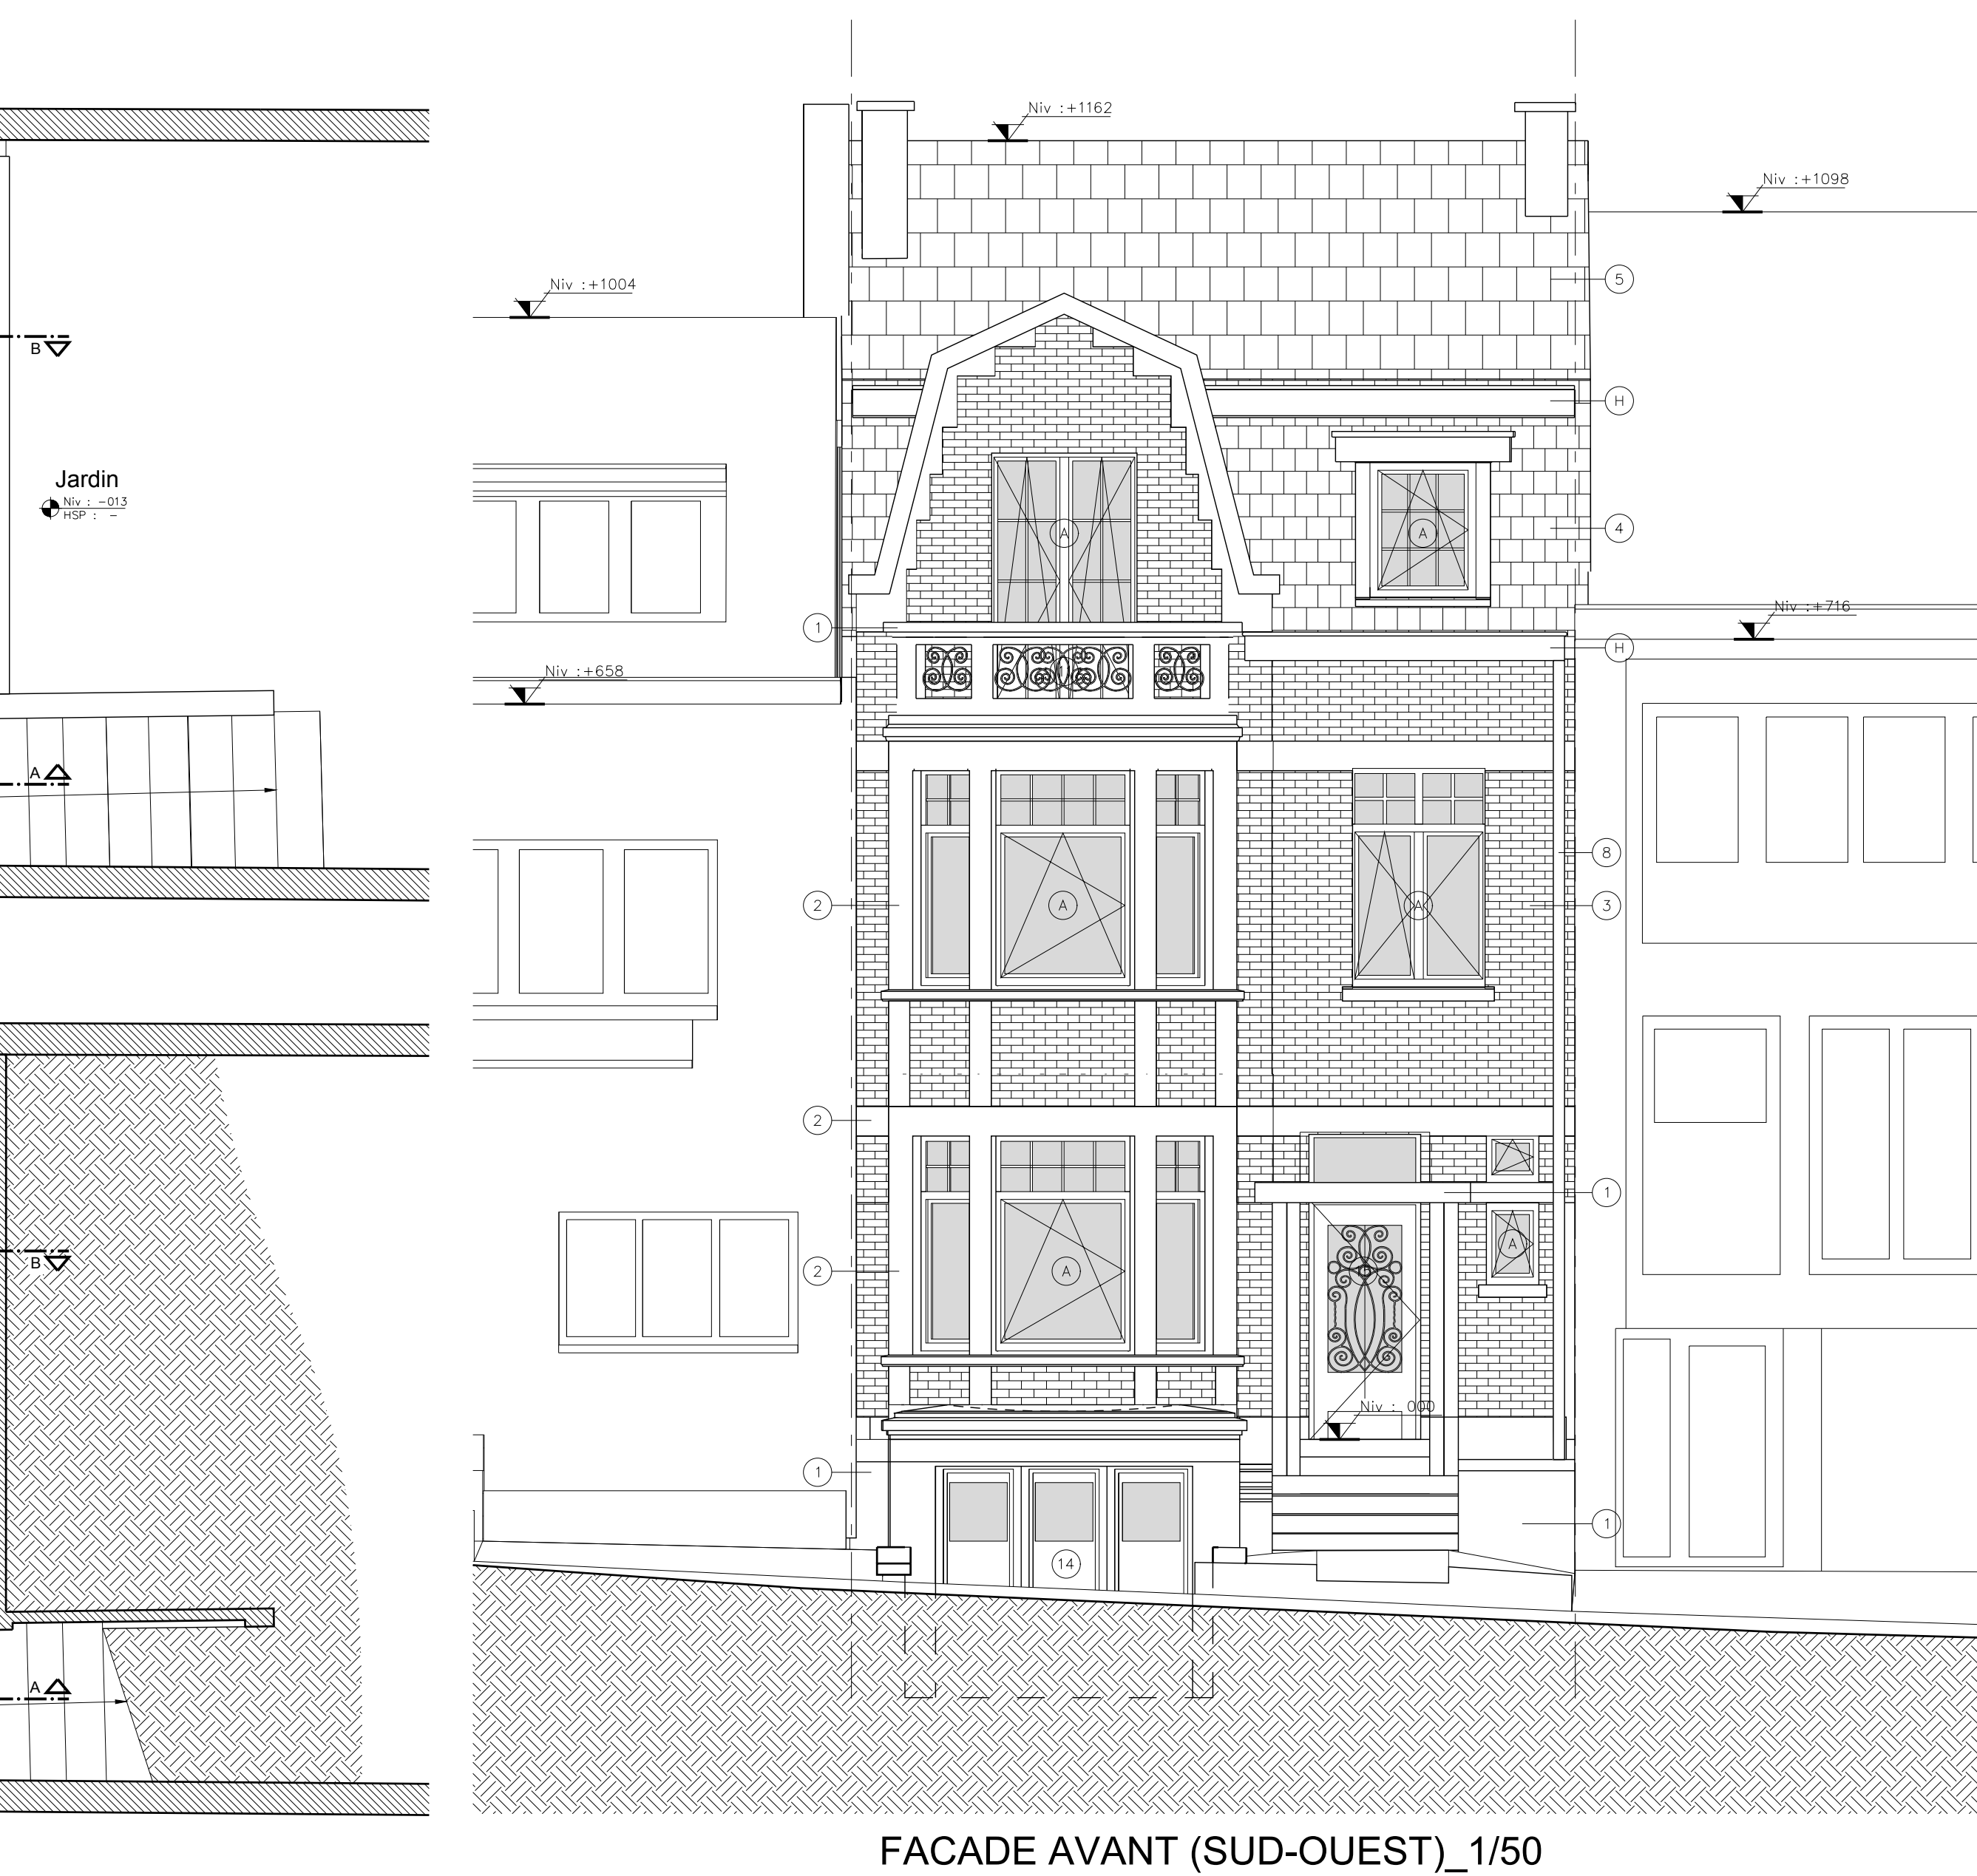 Niv :+1162
Niv :+1098
5
Niv :+1004
B
H
Jardin
Niv : -013
HSP : -
A
A
4
Niv :+716
1
H
Niv :+658
A
8
2
A
A
3
2
1
B
2
A
A
15
Niv : 000
1
1
14
A
FACADE AVANT (SUD-OUEST)_1/50